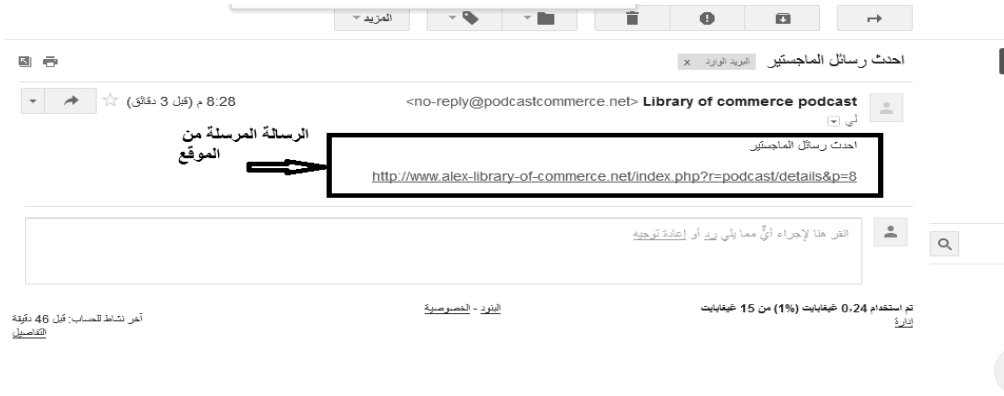 المزيد
احدث رسائل الماجستير البريد الوارد x
Library of commerce podcast <no-reply@podcastcommerce.net>
8:28 م (قبل 3 دقائق)
لي
الرسالة المرسلة من
الموقع
احدث رسائل الماجستير
http://www.alex-library-of-commerce.net/index.php?r=podcast/details&p=8
انقر هنا لإجراء أيٍّ مما يلي رد أو إعادة توجيه
تم استخدام 0،24 غيغابايت (1%) من 15 غيغابايت
إدارة
البنود - الخصوصية
آخر نشاط للحساب: قبل 46 دقيقة
التفاصيل